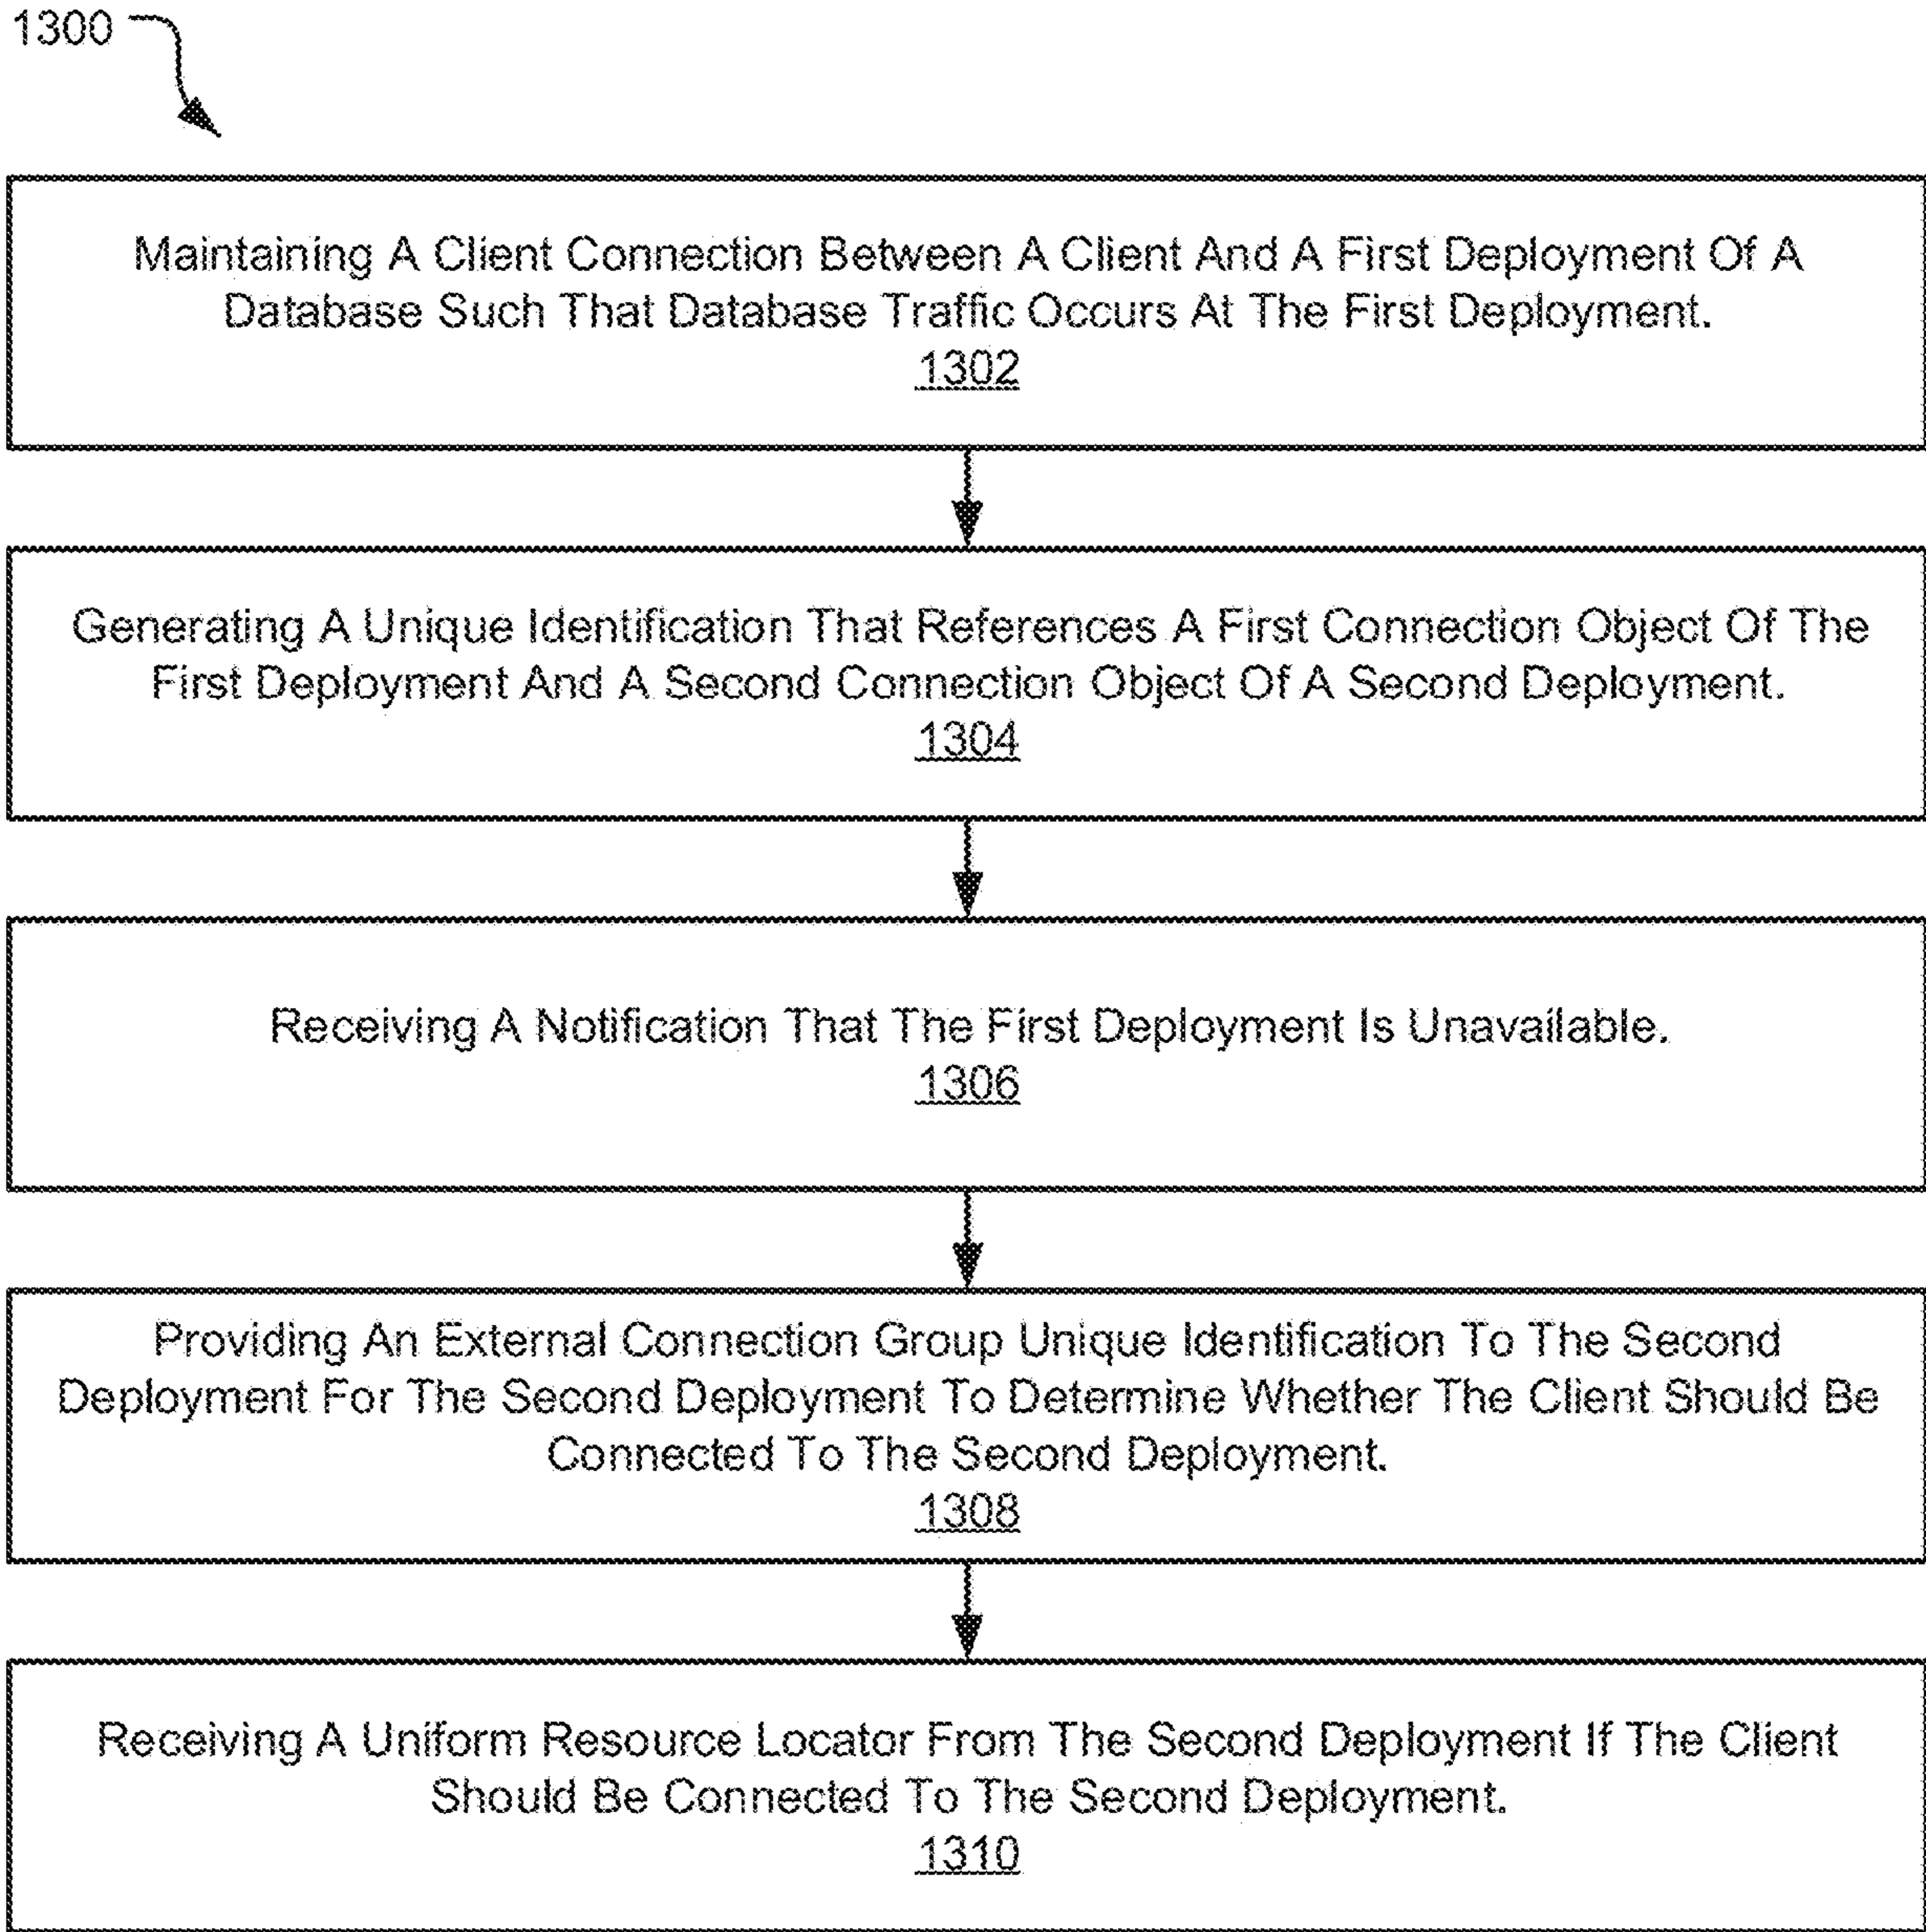 1300
Maintaining A Client Connection Between A Client And A First Deployment Of A
Database Such That Database Traffic Occurs At The First Deployment.
1302
Generating A Unique Identification That References A First Connection Object Of The
First Deployment And A Second Connection Object Of A Second Deployment.
1304
Receiving A Notification That The First Deployment Is Unavailable.
1306
Providing An External Connection Group Unique Identification To The Second
Deployment For The Second Deployment To Determine Whether The Client Should Be
Connected To The Second Deployment.
1308
Receiving A Uniform Resource Locator From The Second Deployment If The Client
Should Be Connected To The Second Deployment.
1310